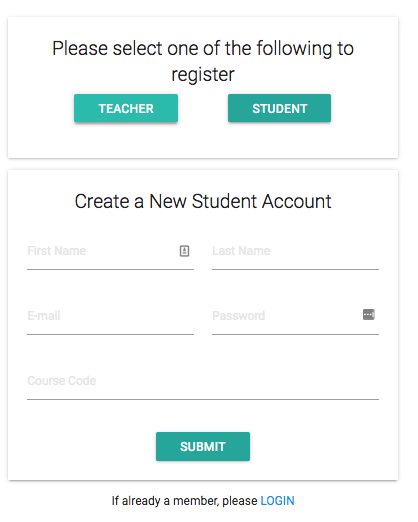 Please select one of the following to
register
TEACHER STUDENT
Create a New Student Account
First Name Last Name
E-mail Password
Course Code
SUBMIT
If already a member, please LOGIN